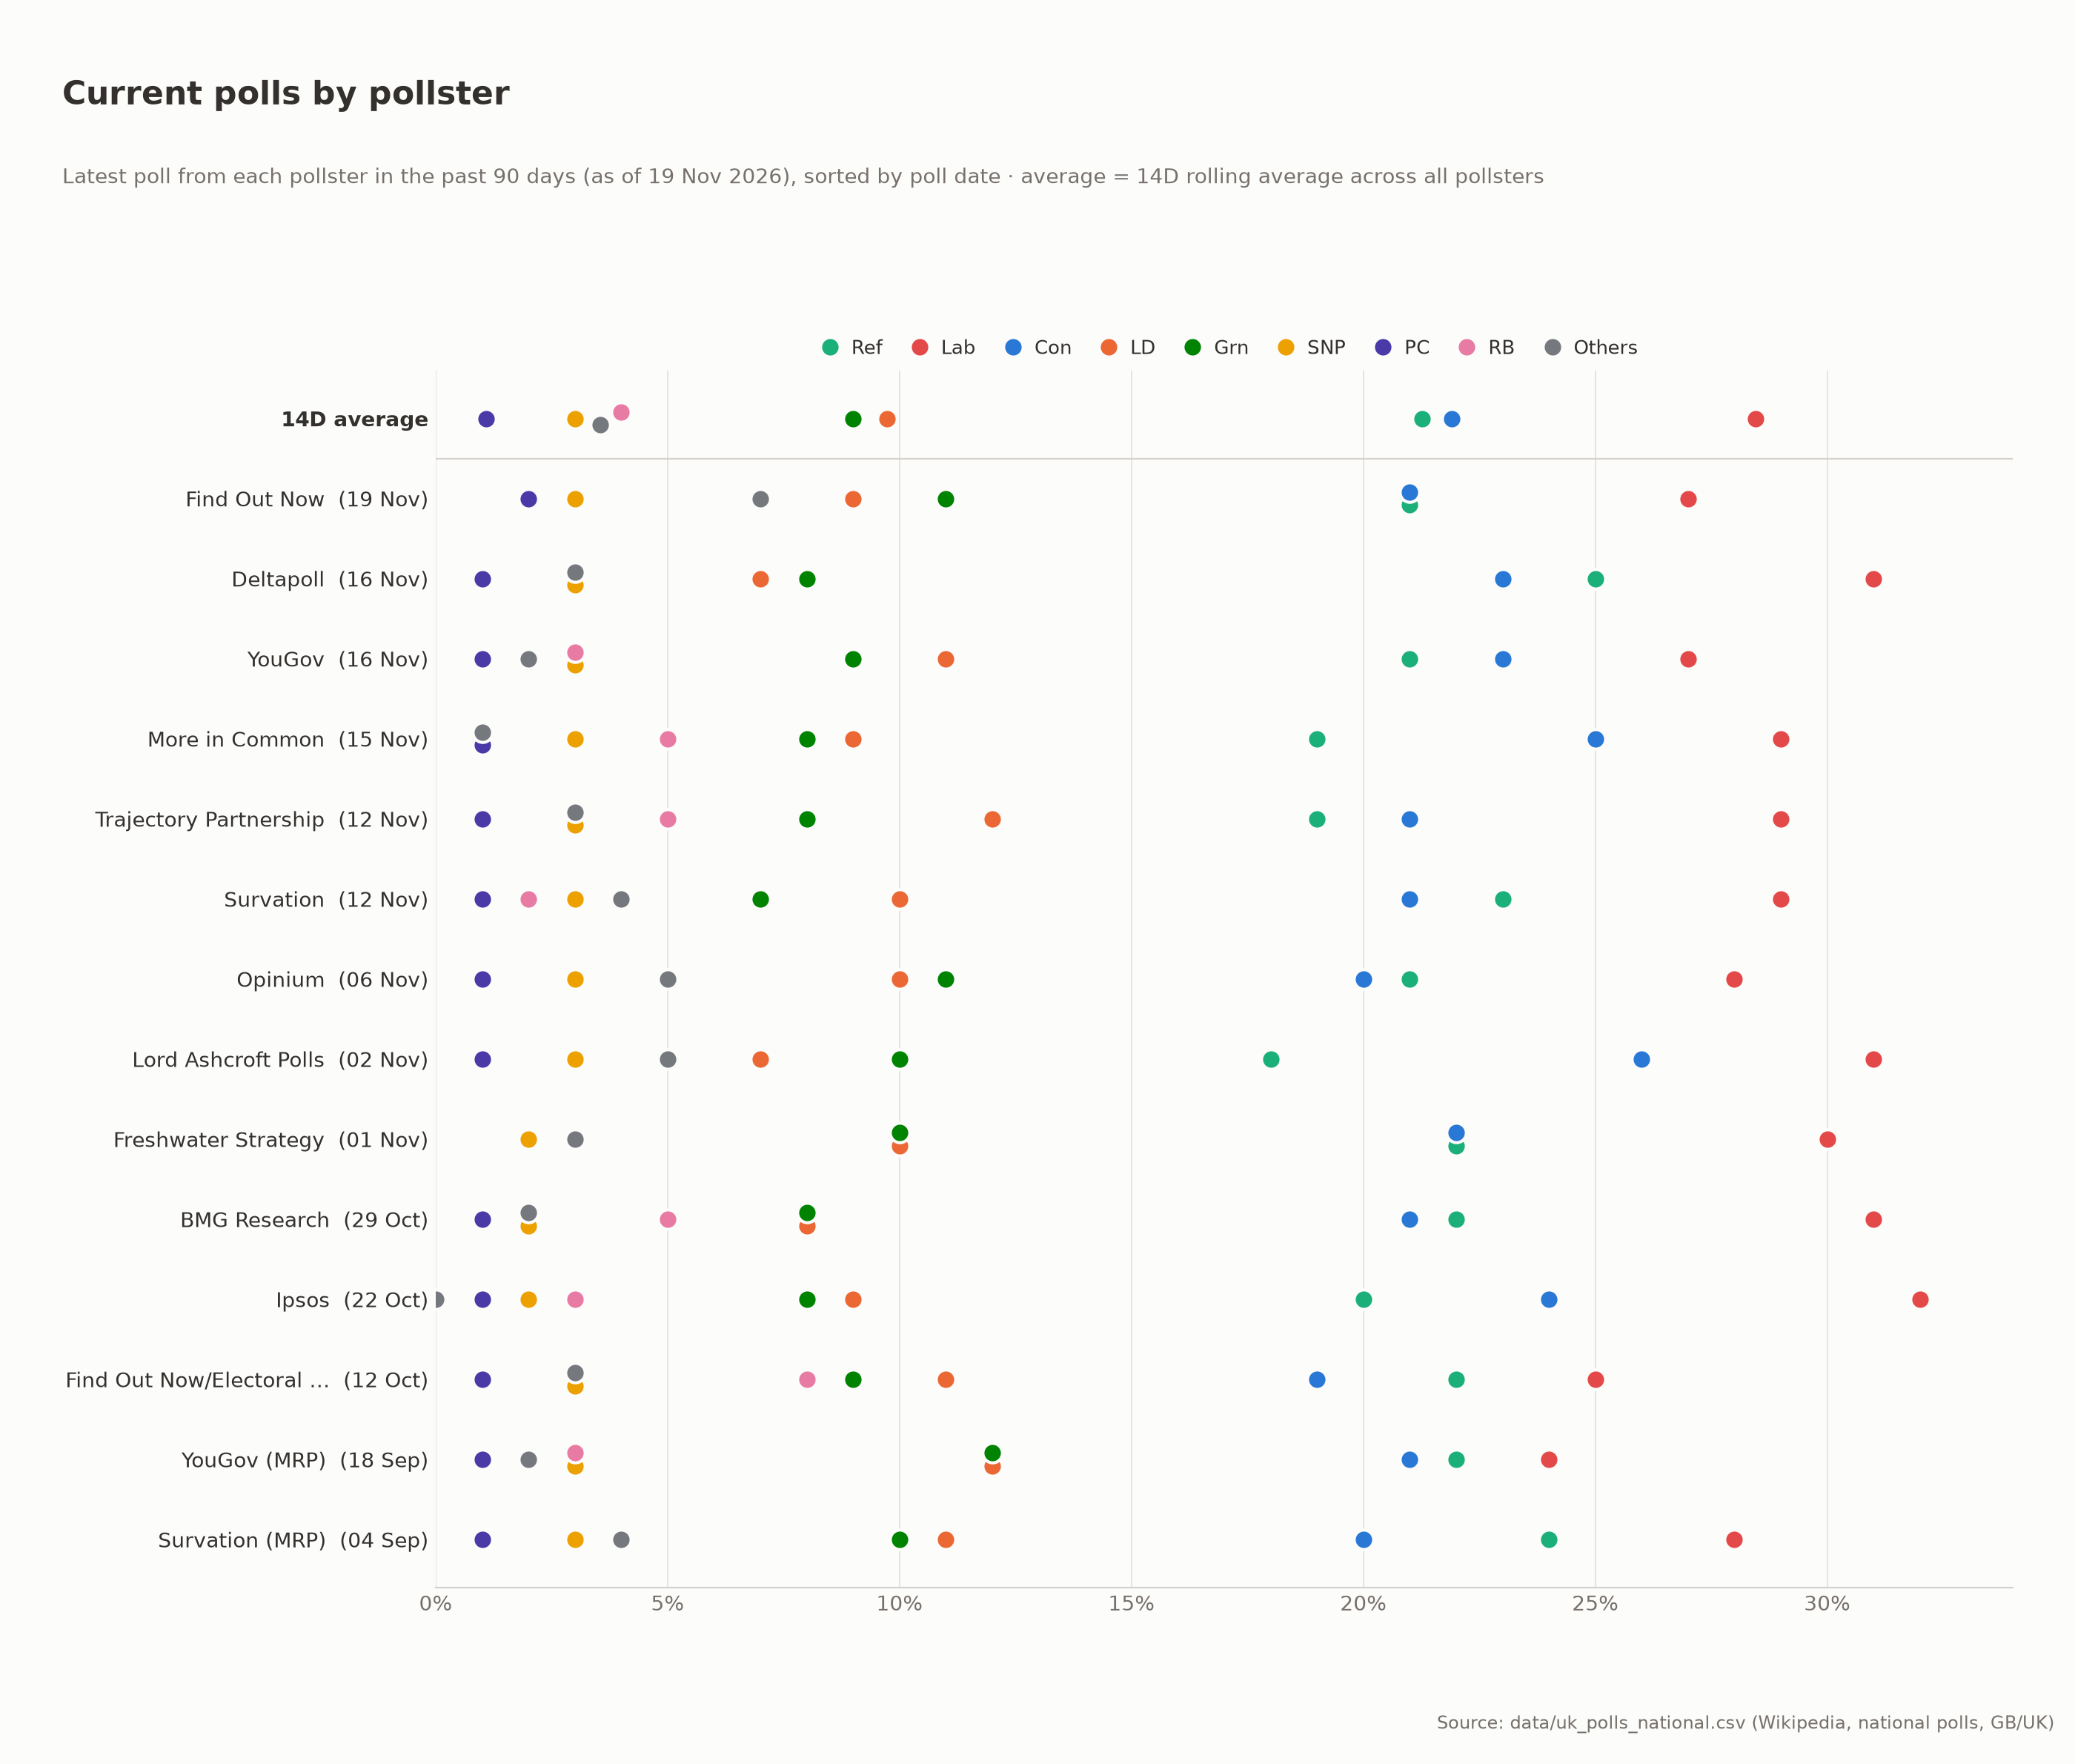 Current polls by pollster
Latest poll from each pollster in the past 90 days (as of 19 Nov 2026), sorted by poll date · average = 14D rolling average across all pollsters
Ref Lab Con LD Grn SNP PC RB Others
14D average
Find Out Now (19 Nov)
Deltapoll (16 Nov)
YouGov (16 Nov)
More in Common (15 Nov)
Trajectory Partnership (12 Nov)
Survation (12 Nov)
Opinium (06 Nov)
Lord Ashcroft Polls (02 Nov)
Freshwater Strategy (01 Nov)
BMG Research (29 Oct)
Ipsos (22 Oct)
Find Out Now/Electoral … (12 Oct)
YouGov (MRP) (18 Sep)
Survation (MRP) (04 Sep)
0% 5% 10% 15% 20% 25% 30%
Source: data/uk_polls_national.csv (Wikipedia, national polls, GB/UK)